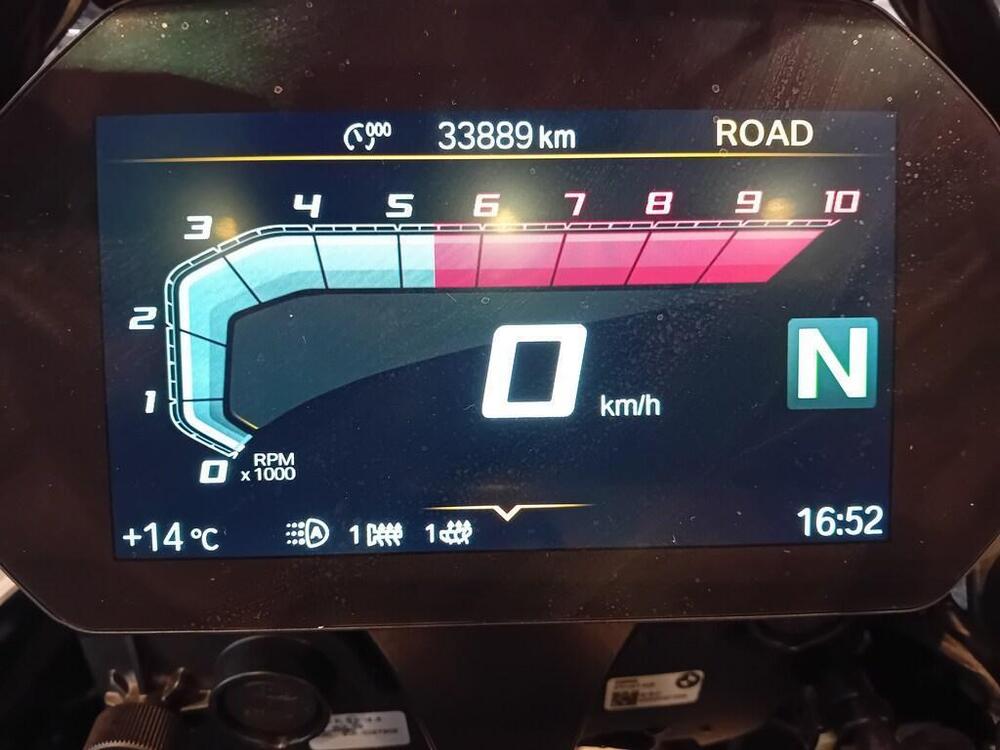 000 33889 km ROAD
3 4 5 6 7 8 9 10
2
1
0 km/h N
0 RPM x 1000
+14 °C A 1 1 16:52